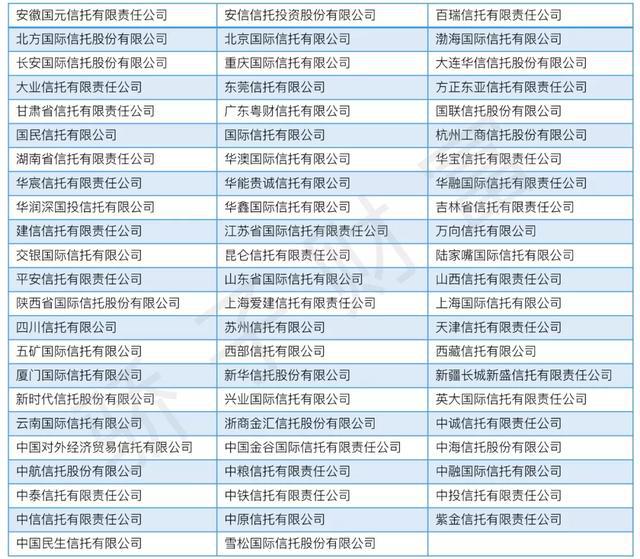 安徽国元信托有限责任公司 安信信托投资股份有限公司 百瑞信托有限责任公司
北方国际信托股份有限公司 北京国际信托有限公司 渤海国际信托股份有限公司
长安国际信托股份有限公司 重庆国际信托有限公司 大连华信信托股份有限公司
大业信托有限责任公司 东莞信托有限公司 方正东亚信托有限责任公司
甘肃省信托有限责任公司 广东粤财信托有限公司 国联信托股份有限公司
国民信托有限公司 国际信托有限公司 杭州工商信托股份有限公司
湖南省信托有限责任公司 华澳国际信托有限公司 华宝信托有限责任公司
华宸信托有限责任公司 华能贵诚信托有限公司 华融国际信托有限责任公司
华润深国投信托有限公司 华鑫国际信托有限公司 吉林省信托有限责任公司
建信信托有限责任公司 江苏省国际信托有限责任公司 万向信托有限公司
交银国际信托有限公司 昆仑信托有限责任公司 陆家嘴国际信托有限公司
平安信托有限责任公司 山东省国际信托有限公司 山西信托有限责任公司
陕西省国际信托股份有限公司 上海爱建信托有限责任公司 上海国际信托有限公司
四川信托有限公司 苏州信托有限公司 天津信托有限责任公司
五矿国际信托有限公司 西部信托有限公司 西藏信托有限公司
厦门国际信托有限公司 新华信托股份有限公司 新疆长城新盛信托有限责任公司
新时代信托股份有限公司 兴业国际信托有限公司 英大国际信托有限责任公司
云南国际信托有限公司 浙商金汇信托股份有限公司 中诚信托有限责任公司
中国对外经济贸易信托有限公司 中国金谷国际信托有限责任公司 中海信托股份有限公司
中航信托股份有限公司 中粮信托有限责任公司 中融国际信托有限公司
中泰信托有限责任公司 中铁信托有限责任公司 中投信托有限责任公司
中信信托有限责任公司 中原信托有限公司 紫金信托有限责任公司
中国民生信托有限公司 雪松国际信托股份有限公司
骄子财富